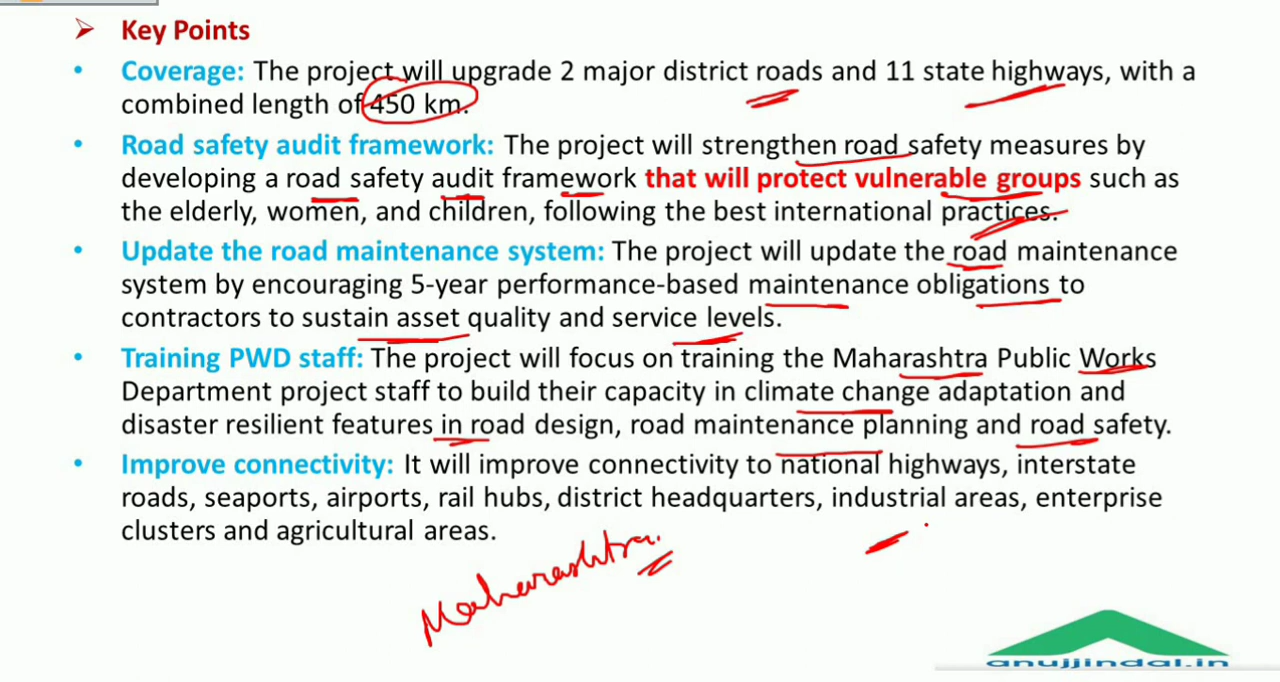 Key Points
Coverage: The project will upgrade 2 major district roads and 11 state highways, with a
combined length of 450 km.
Road safety audit framework: The project will strengthen road safety measures by
developing a road safety audit framework that will protect vulnerable groups such as
the elderly, women, and children, following the best international practices.
Update the road maintenance system: The project will update the road maintenance
system by encouraging 5-year performance-based maintenance obligations to
contractors to sustain asset quality and service levels.
Training PWD staff: The project will focus on training the Maharashtra Public Works
Department project staff to build their capacity in climate change adaptation and
disaster resilient features in road design, road maintenance planning and road safety.
Improve connectivity: It will improve connectivity to national highways, interstate
roads, seaports, airports, rail hubs, district headquarters, industrial areas, enterprise
clusters and agricultural areas.
Maharashtra.
anujjindal.in